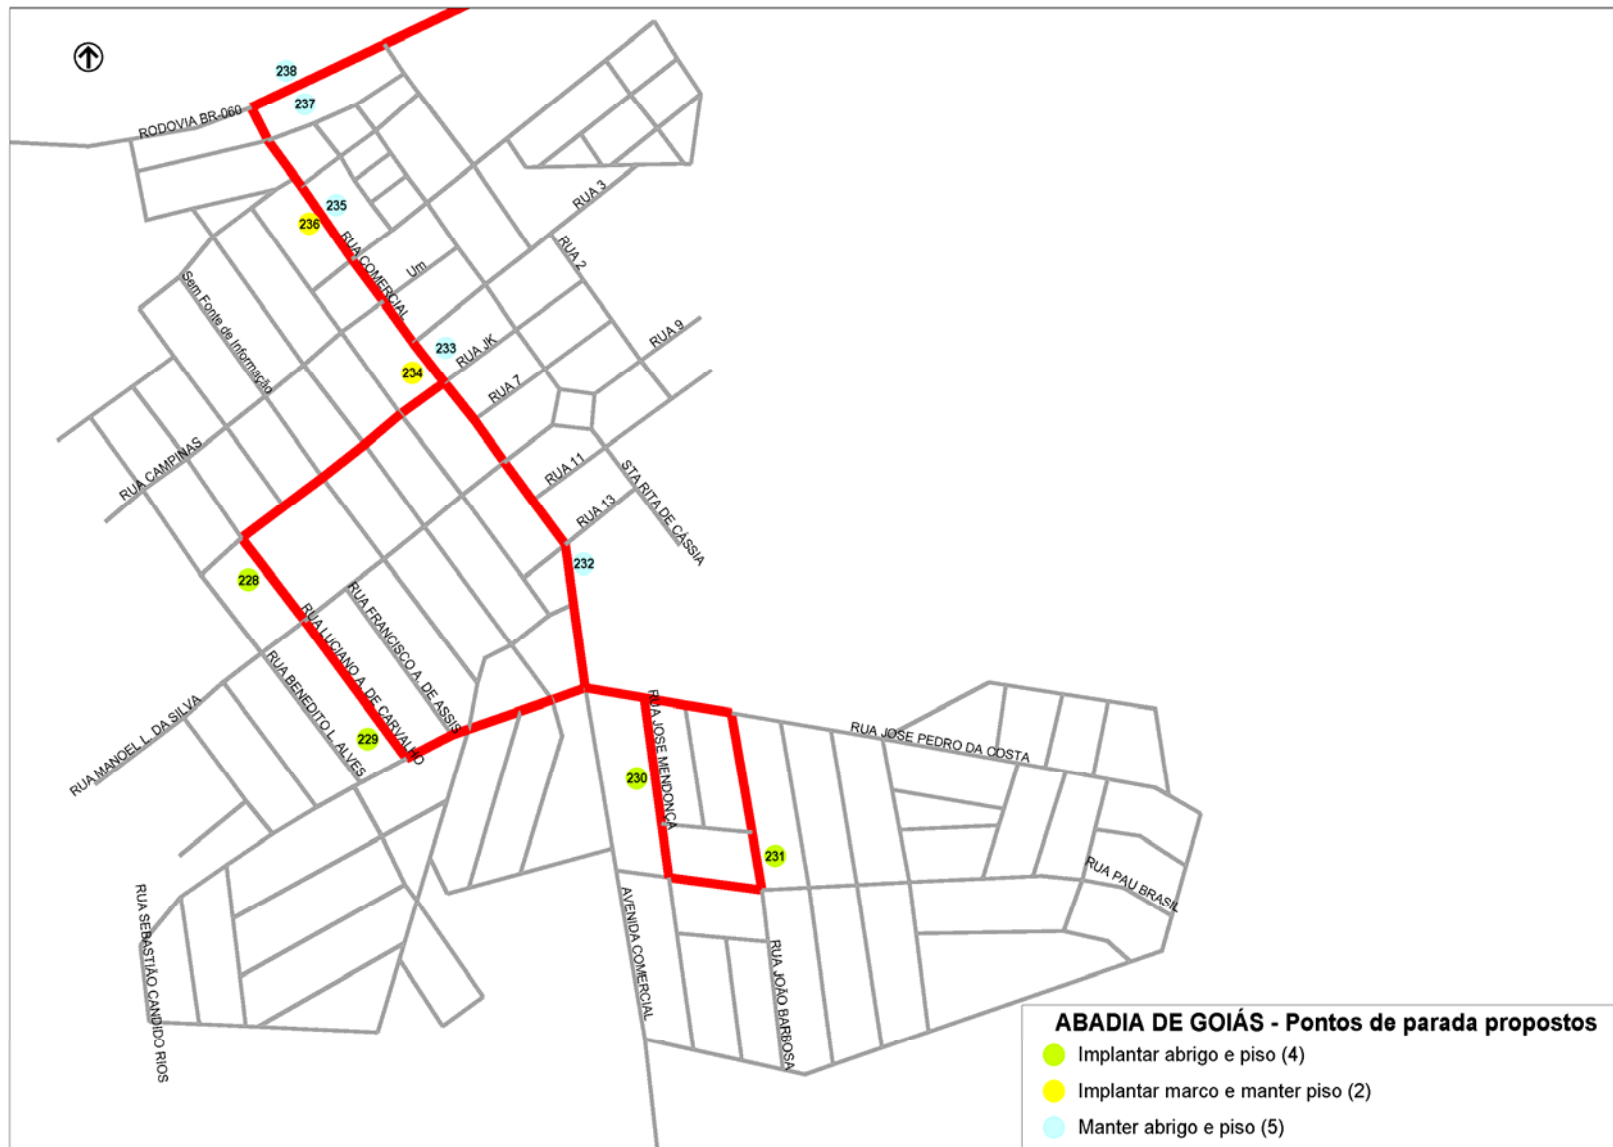 238
237
RODOVIA BR-060
235
236
RUA 3
RUA COMERCIAL
Um
RUA 2
Sem Fonte de Informação
233
RUA JK
RUA 9
234
RUA 7
RUA CAMPINAS
RUA 11
STA RITA DE CÁSSIA
RUA 13
232
228
RUA FRANCISCO A. DE ASSIS
RUA LUCIANO A. DE CARVALHO
RUA BENEDITO L. ALVES
RUA MANOEL L. DA SILVA
229
RUA JOSE MENDONÇA
RUA JOSE PEDRO DA COSTA
230
231
RUA PAU BRASIL
RUA SEBASTIÃO CANDIDO RIOS
AVENIDA COMERCIAL
RUA JOÃO BARBOSA
ABADIA DE GOIÁS - Pontos de parada propostos
Implantar abrigo e piso (4)
Implantar marco e manter piso (2)
Manter abrigo e piso (5)